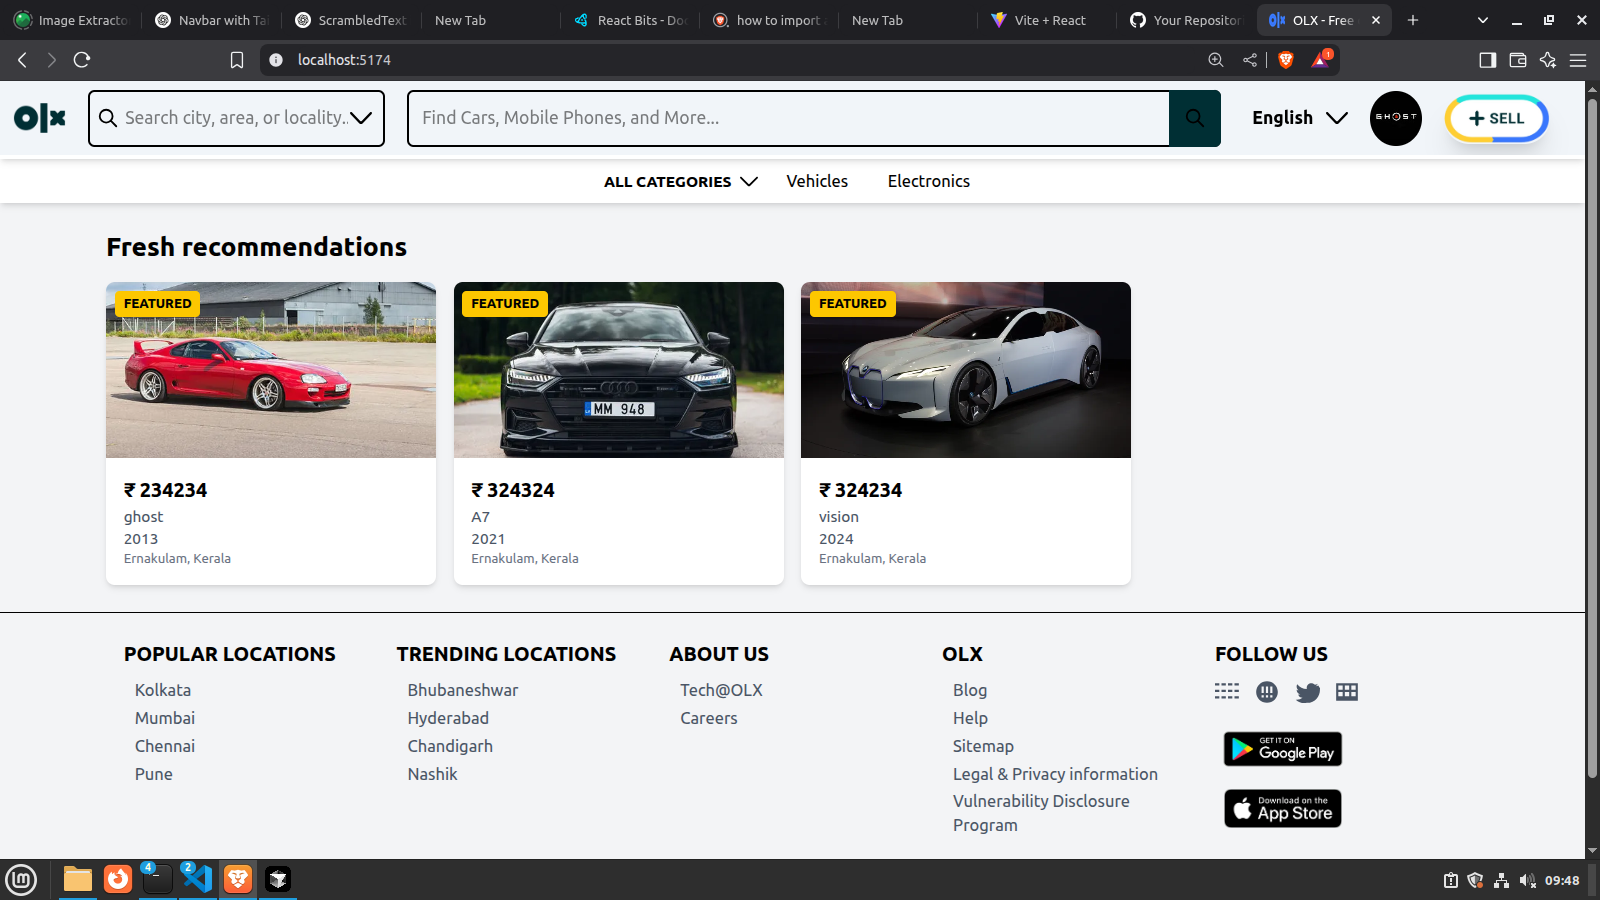 Image Extracto
Navbar with Tai
ScrambledText
New Tab
React Bits - Doc
how to import a
New Tab
Vite + React
Your Repositor
OLX - Free
localhost:5174
1
olx
Search city, area, or locality..
Find Cars, Mobile Phones, and More...
English
GHOST
+ SELL
ALL CATEGORIES
Vehicles
Electronics
Fresh recommendations
FEATURED
FEATURED
FEATURED
MM 948
₹ 234234
ghost
2013
Ernakulam, Kerala
₹ 324324
A7
2021
Ernakulam, Kerala
₹ 324234
vision
2024
Ernakulam, Kerala
POPULAR LOCATIONS
Kolkata
Mumbai
Chennai
Pune
TRENDING LOCATIONS
Bhubaneshwar
Hyderabad
Chandigarh
Nashik
ABOUT US
Tech@OLX
Careers
OLX
Blog
Help
Sitemap
Legal & Privacy information
Vulnerability Disclosure
Program
FOLLOW US
GET IT ON
Google Play
Download on the
App Store
4
2
09:48